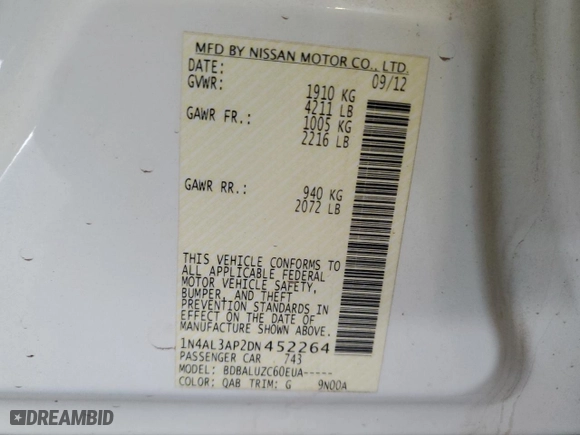 MFD BY NISSAN MOTOR CO., LTD.
DATE: 09/12
GVWR: 1910 KG
4211 LB
GAWR FR.: 1005 KG
2216 LB
GAWR RR.: 940 KG
2072 LB
THIS VEHICLE CONFORMS TO
ALL APPLICABLE FEDERAL
MOTOR VEHICLE SAFETY,
BUMPER, AND THEFT
PREVENTION STANDARDS IN
EFFECT ON THE DATE OF
MANUFACTURE SHOWN ABOVE.
1N4AL3AP2DN452264
PASSENGER CAR 743
MODEL: BDBALUZC60EUA-----
COLOR: QAB TRIM: G 9N00A
DREAMBID